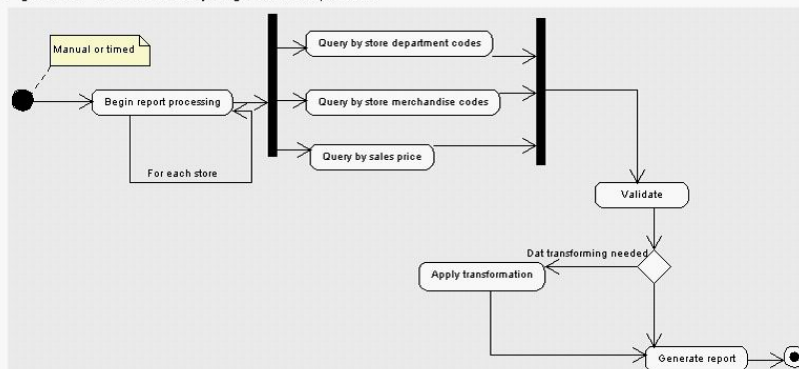 Manual or timed
Query by store department codes
Begin report processing
Query by store merchandise codes
For each store
Query by sales price
Validate
Dat transforming needed
Apply transformation
Generate report